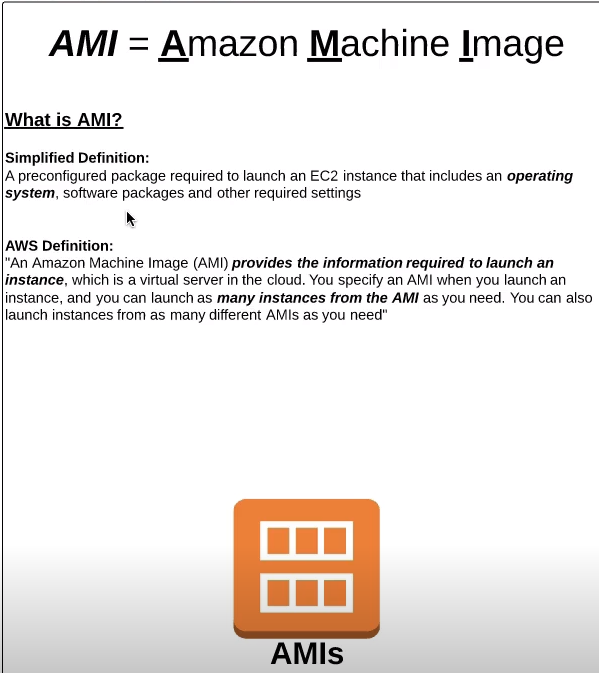 AMI = Amazon Machine Image
What is AMI?
Simplified Definition:
A preconfigured package required to launch an EC2 instance that includes an operating
system, software packages and other required settings
AWS Definition:
"An Amazon Machine Image (AMI) provides the information required to launch an
instance, which is a virtual server in the cloud. You specify an AMI when you launch an
instance, and you can launch as many instances from the AMI as you need. You can also
launch instances from as many different AMIs as you need"
AMIs